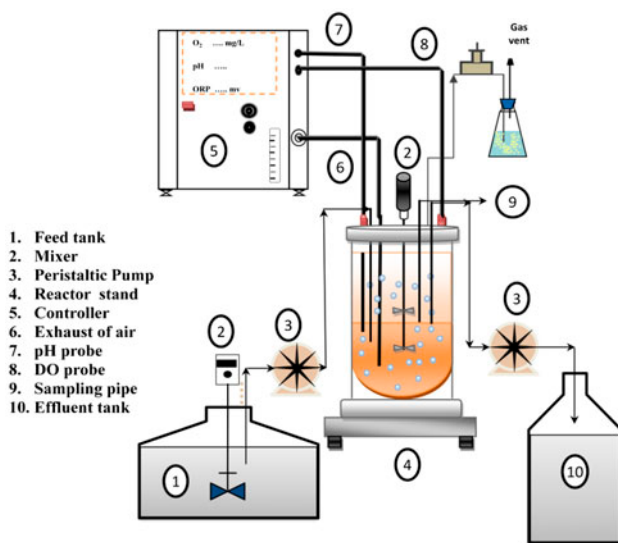 7
8
Gas
vent
O₂ .... mg/L
pH .....
ORP ..... mv
5
6
2
9
1. Feed tank
2. Mixer
3. Peristaltic Pump
4. Reactor stand
5. Controller
6. Exhaust of air
7. pH probe
8. DO probe
9. Sampling pipe
10. Effluent tank
2
3
3
4
1
10